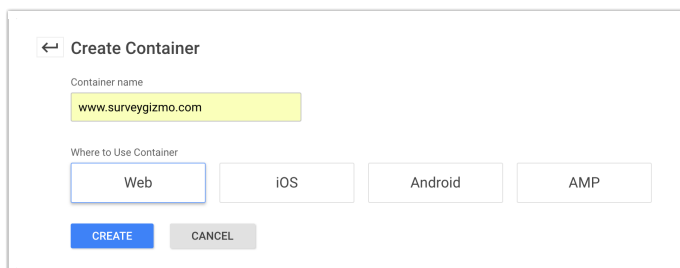 Create Container
Container name
www.surveygizmo.com
Where to Use Container
Web iOS Android AMP
CREATE CANCEL